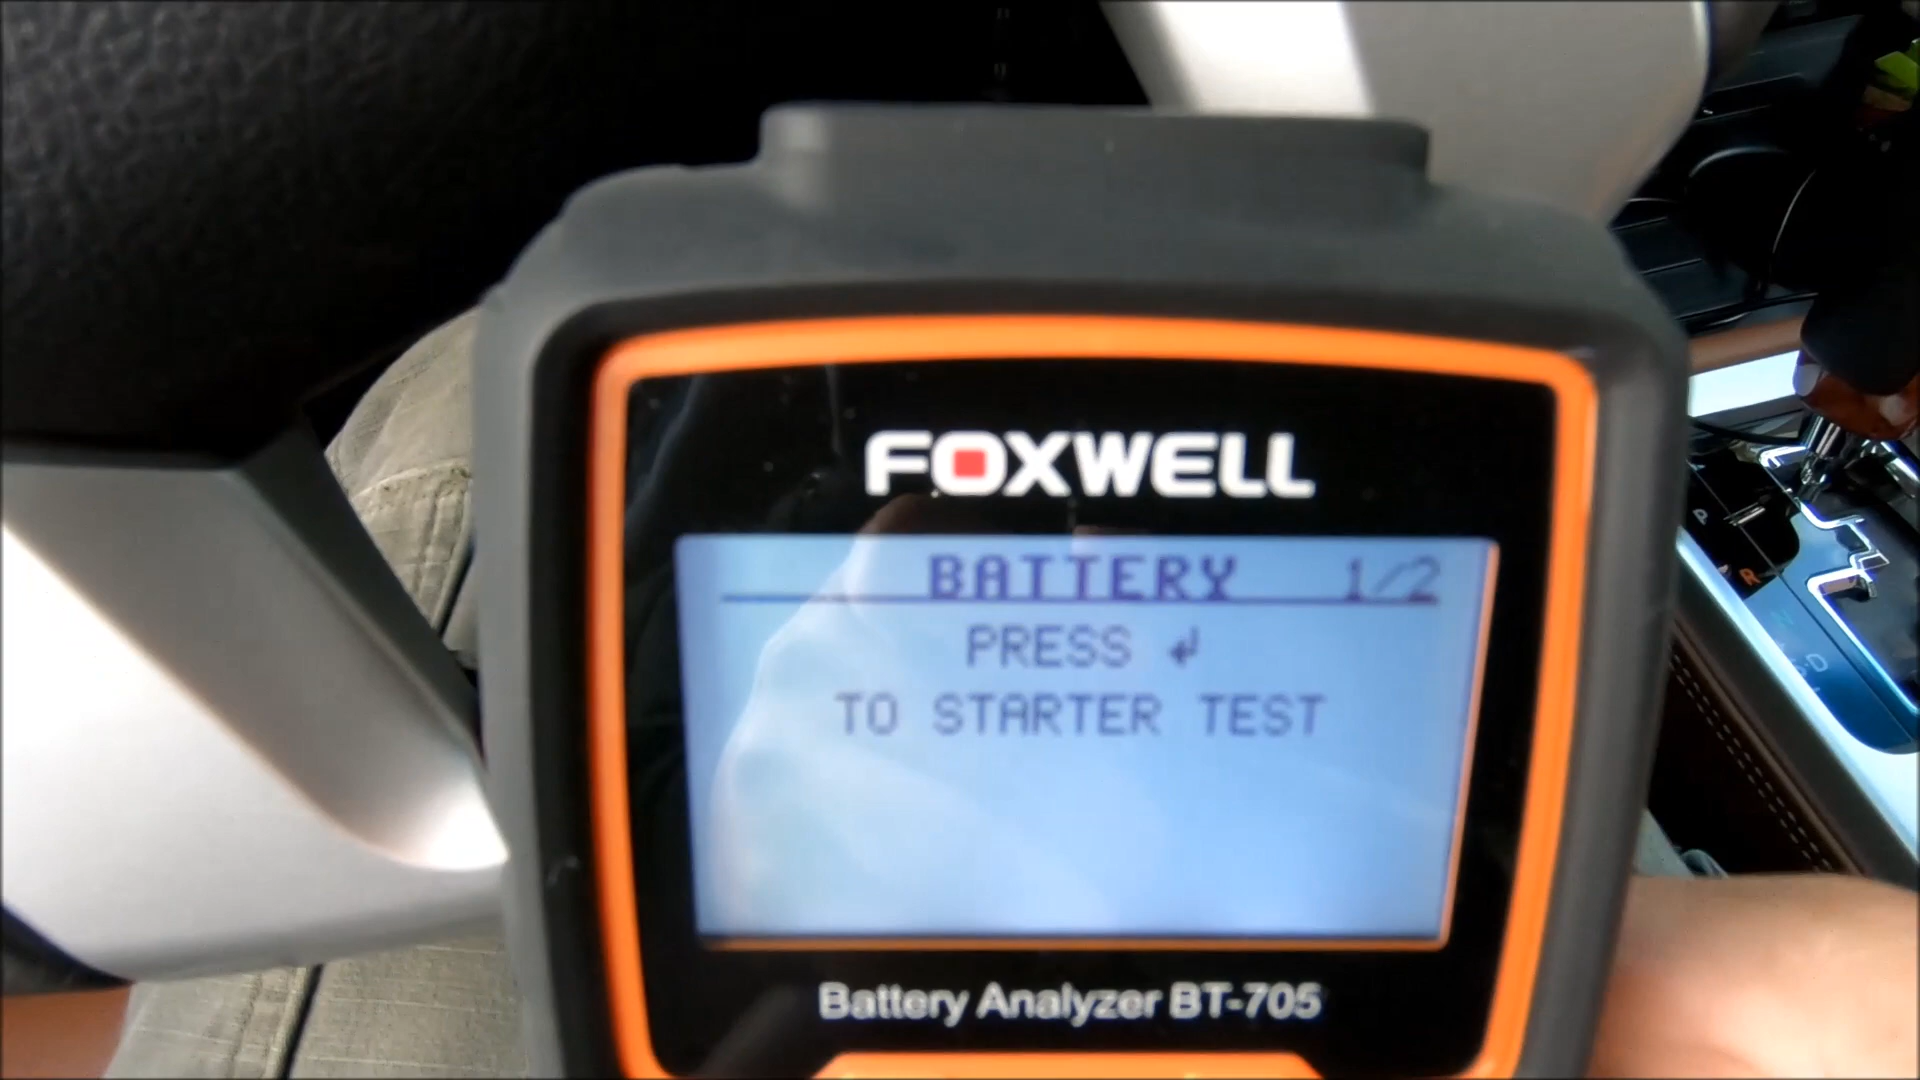 FOXWELL
BATTERY 1/2
PRESS ↲
TO STARTER TEST
Battery Analyzer BT-705
P
R
D